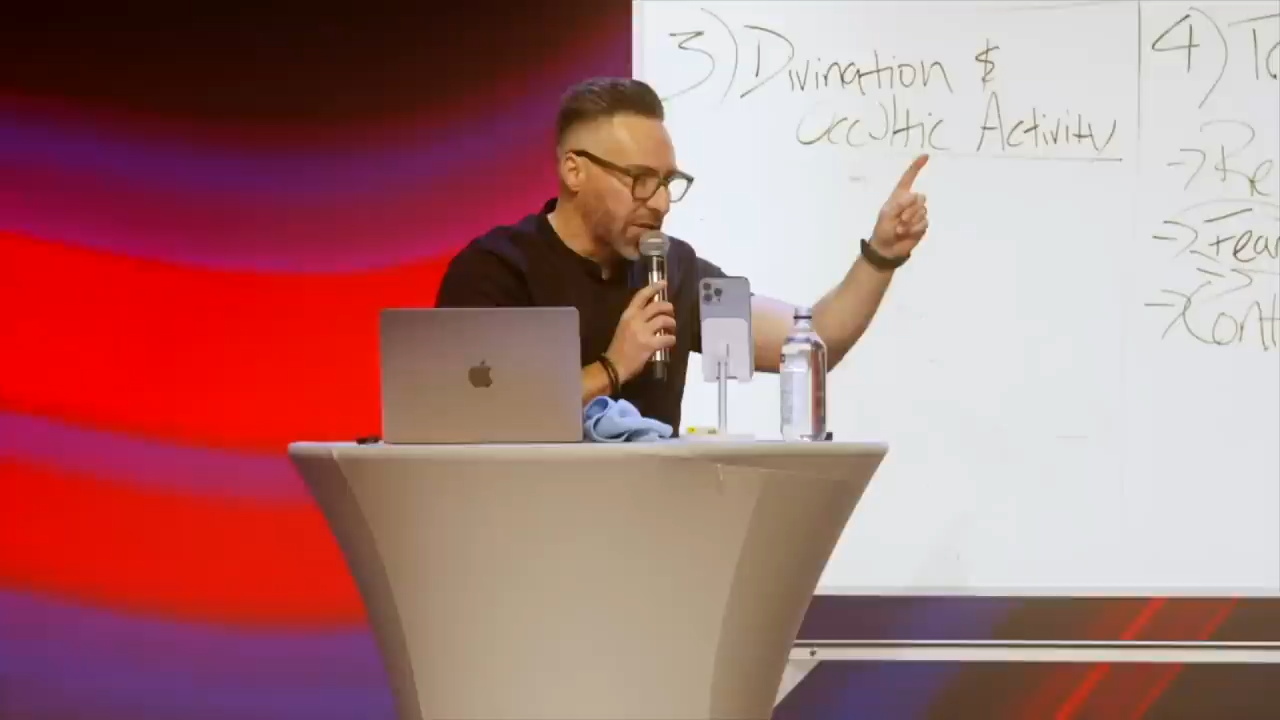 3) Divination &
Occultic Activity
4) To
→ Re
→ Fear
→ Cont